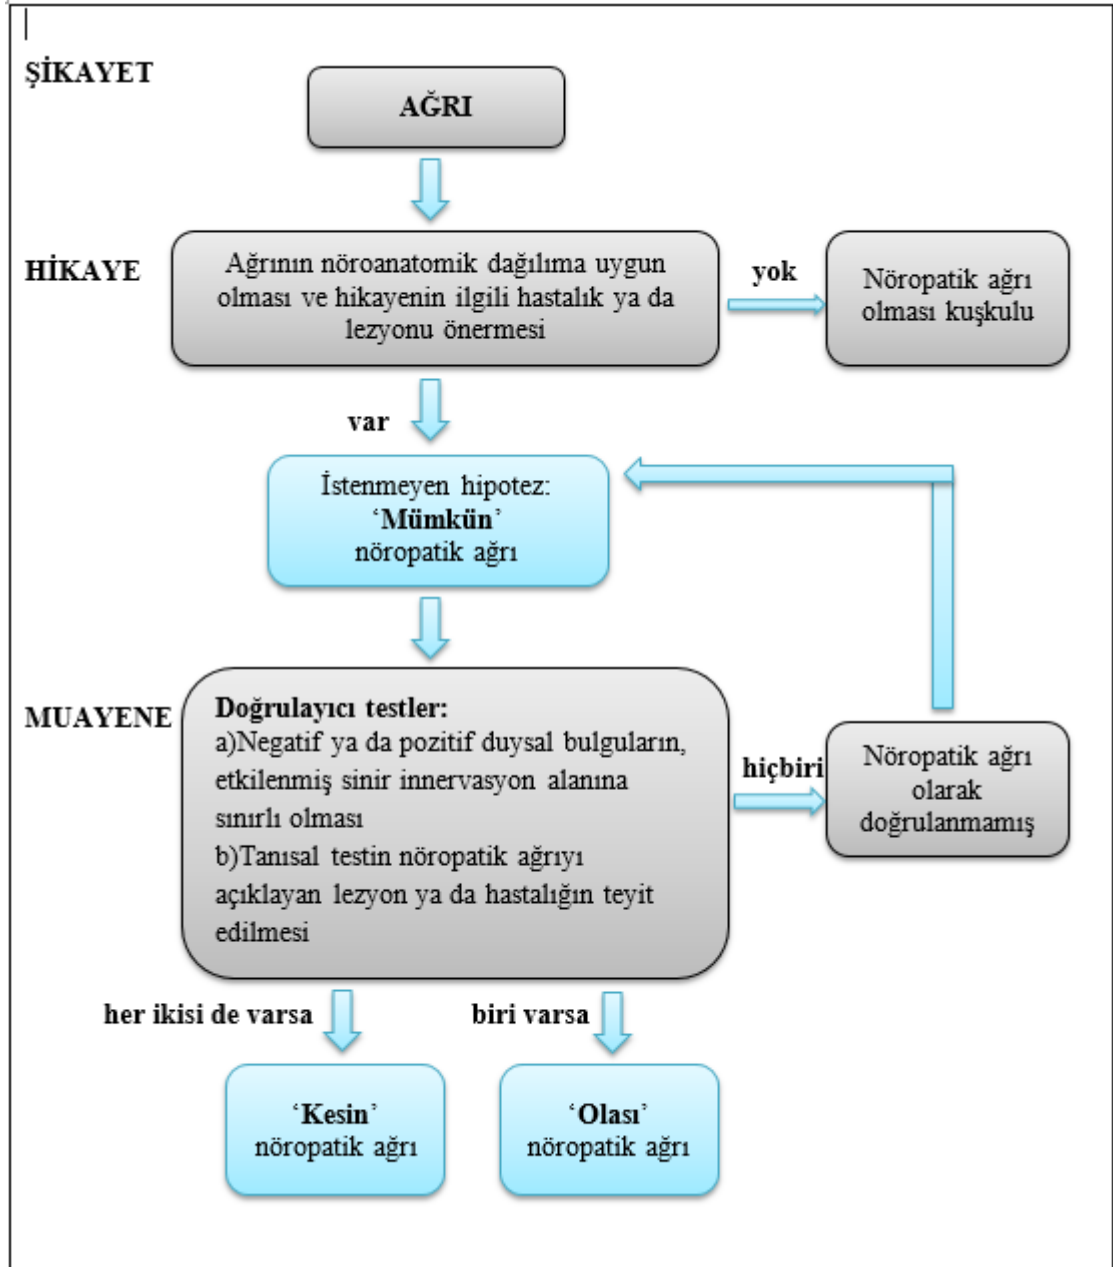 ŞİKAYET
AĞRI
HİKAYE
Ağrının nöroanatomik dağılıma uygun
olması ve hikayenin ilgili hastalık ya da
lezyonu önermesi
yok
Nöropatik ağrı
olması kuşkulu
var
İstenmeyen hipotez:
‘Mümkün’
nöropatik ağrı
MUAYENE
Doğrulayıcı testler:
a)Negatif ya da pozitif duysal bulguların,
etkilenmiş sinir innervasyon alanına
sınırlı olması
b)Tanısal testin nöropatik ağrıyı
açıklayan lezyon ya da hastalığın teyit
edilmesi
hiçbiri
Nöropatik ağrı
olarak
doğrulanmamış
her ikisi de varsa
biri varsa
‘Kesin’
nöropatik ağrı
‘Olası’
nöropatik ağrı